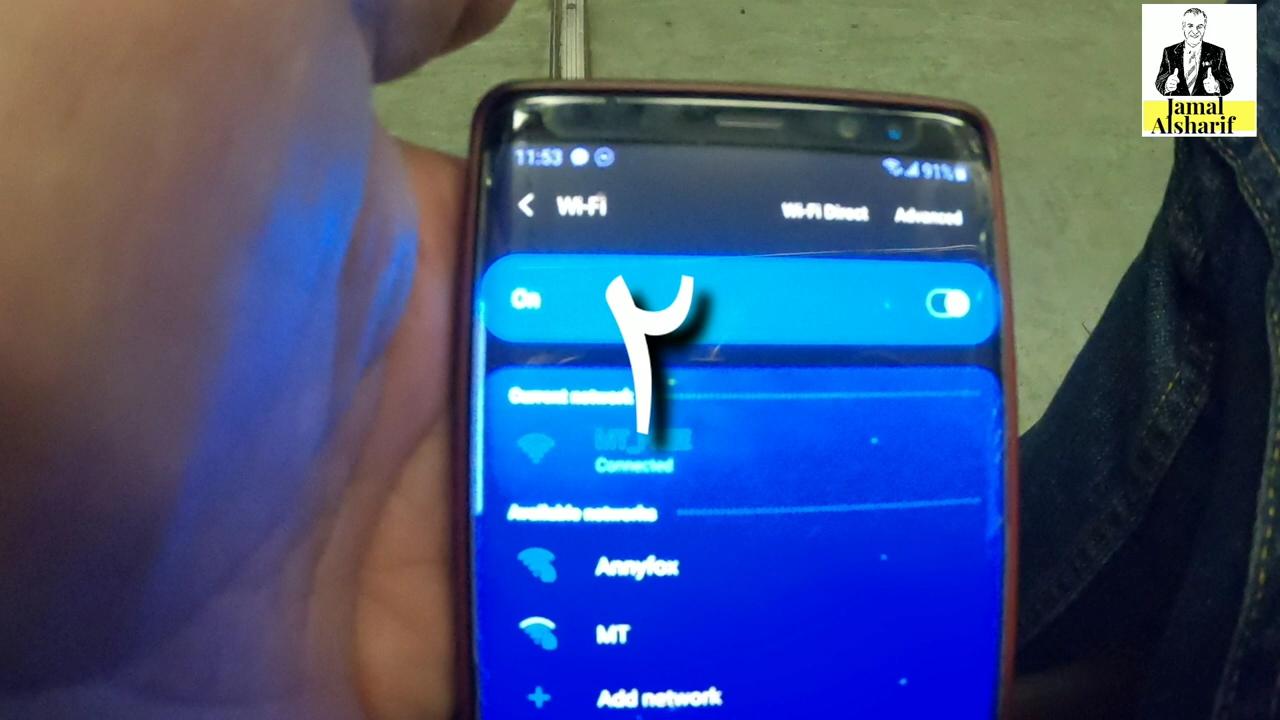 Jamal
Alsharif
11:53 91%
Wi-Fi Wi-Fi Direct Advanced
On
٢
Current network
Connected
Available networks
Annyfox
MT
Add network